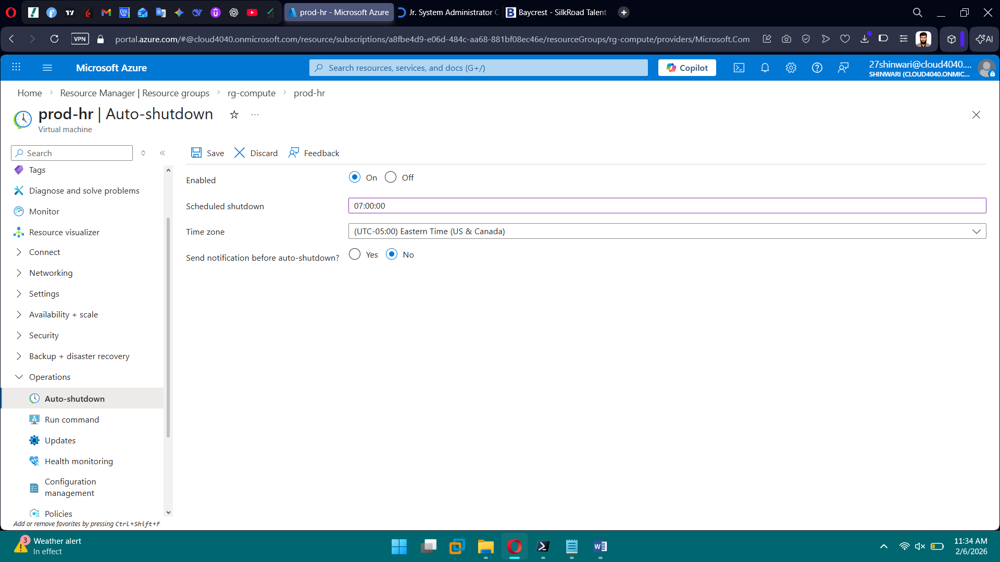 prod-hr - Microsoft Azure
Jr. System Administrator
Baycrest - SilkRoad Talent
VPN
portal.azure.com/#@cloud4040.onmicrosoft.com/resource/subscriptions/a8fbe4d9-e06d-484c-aa68-881bf08ec46e/resourceGroups/rg-compute/providers/Microsoft.Com
AI
Microsoft Azure
Search resources, services, and docs (G+/)
Copilot
27shinwari@cloud4040....
SHINWARI (CLOUD4040.ONMIC...
Home > Resource Manager | Resource groups > rg-compute > prod-hr
prod-hr | Auto-shutdown
Virtual machine
Search
Save
Discard
Feedback
Tags
Diagnose and solve problems
Monitor
Resource visualizer
Connect
Networking
Settings
Availability + scale
Security
Backup + disaster recovery
Operations
Auto-shutdown
Run command
Updates
Health monitoring
Configuration
management
Policies
Add or remove favorites by pressing Ctrl+Shift+F
Enabled
On
Off
Scheduled shutdown
07:00:00
Time zone
(UTC-05:00) Eastern Time (US & Canada)
Send notification before auto-shutdown?
Yes
No
3
Weather alert
In effect
11:34 AM
2/6/2026